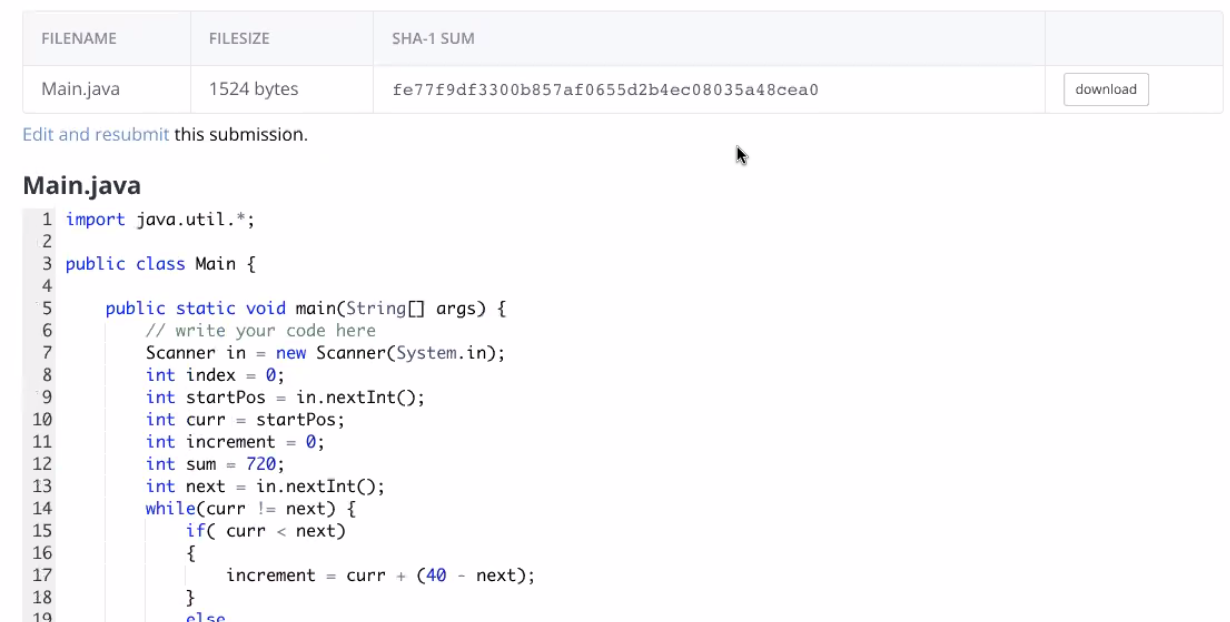 FILENAME FILESIZE SHA-1 SUM
Main.java 1524 bytes fe77f9df3300b857af0655d2b4ec08035a48cea0 download
Edit and resubmit this submission.
Main.java
1 import java.util.*;
2
3 public class Main {
4
5 public static void main(String[] args) {
6 // write your code here
7 Scanner in = new Scanner(System.in);
8 int index = 0;
9 int startPos = in.nextInt();
10 int curr = startPos;
11 int increment = 0;
12 int sum = 720;
13 int next = in.nextInt();
14 while(curr != next) {
15 if( curr < next)
16 {
17 increment = curr + (40 - next);
18 }
19 else